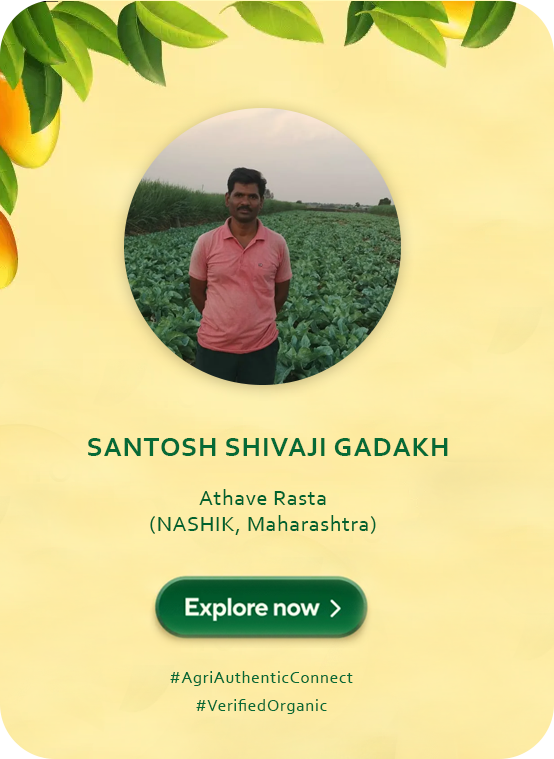 SANTOSH SHIVAJI GADAKH
Athave Rasta
(NASHIK, Maharashtra)
Explore now
#AgriAuthenticConnect
#VerifiedOrganic